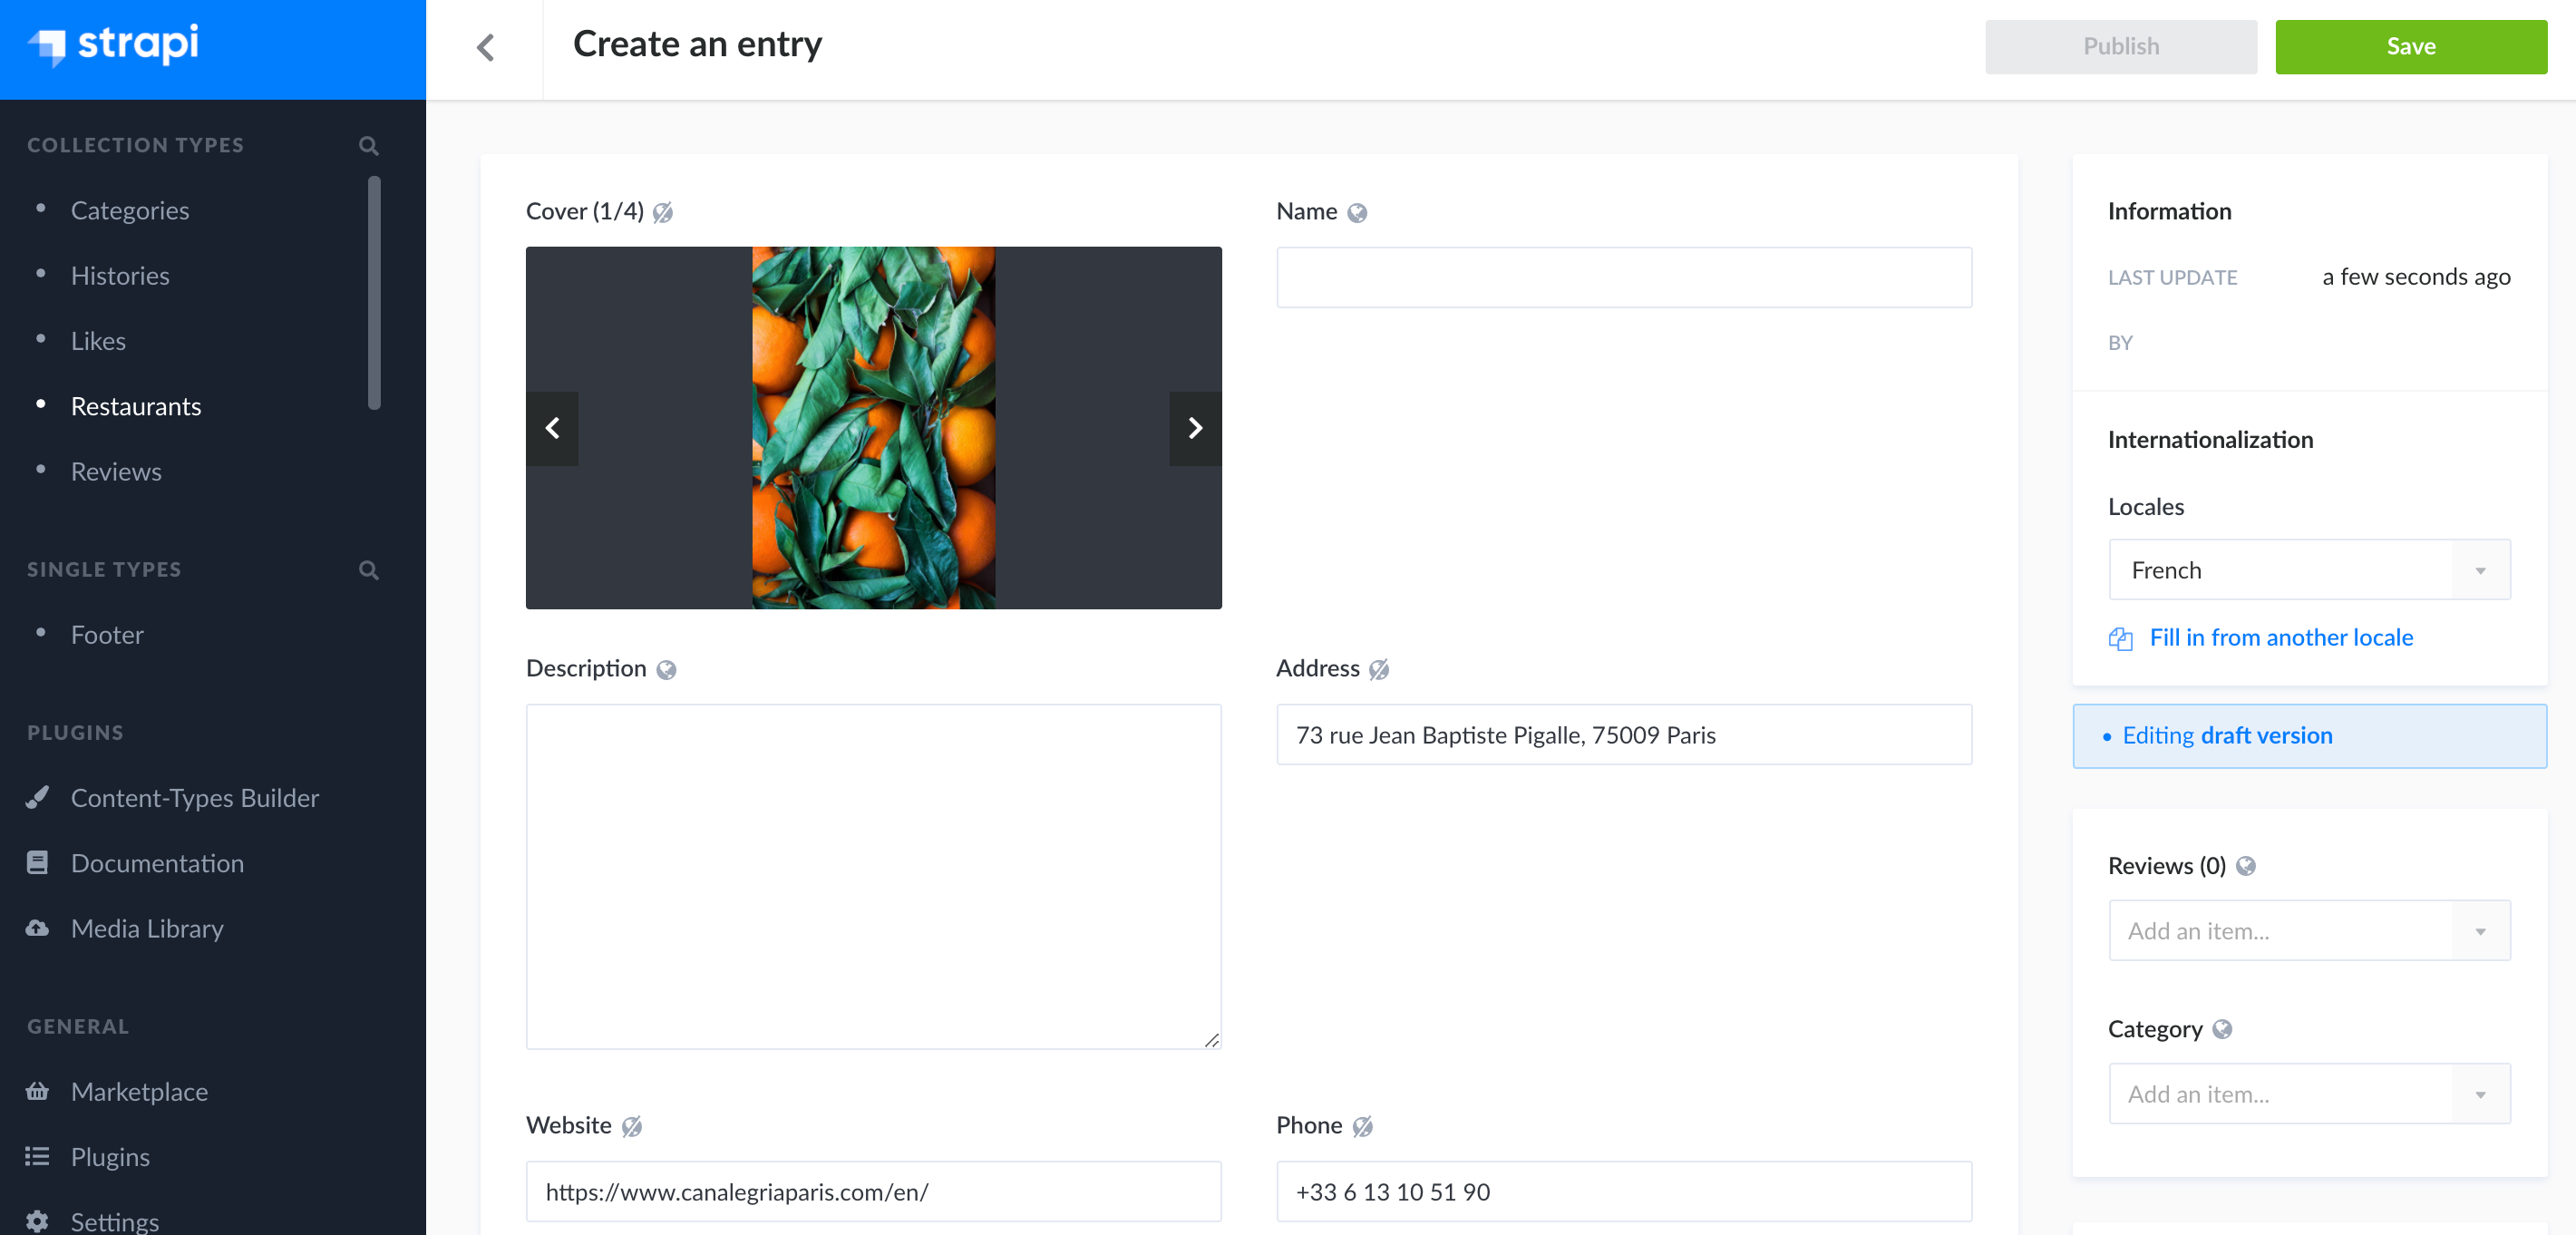 strapi
Create an entry
Publish
Save
COLLECTION TYPES
Categories
Histories
Likes
Restaurants
Reviews
SINGLE TYPES
Footer
PLUGINS
Content-Types Builder
Documentation
Media Library
GENERAL
Marketplace
Plugins
Settings
Cover (1/4)
Name
Description
Address
73 rue Jean Baptiste Pigalle, 75009 Paris
Website
https://www.canalegriaparis.com/en/
Phone
+33 6 13 10 51 90
Information
LAST UPDATE
a few seconds ago
BY
Internationalization
Locales
French
Fill in from another locale
• Editing draft version
Reviews (0)
Add an item...
Category
Add an item...